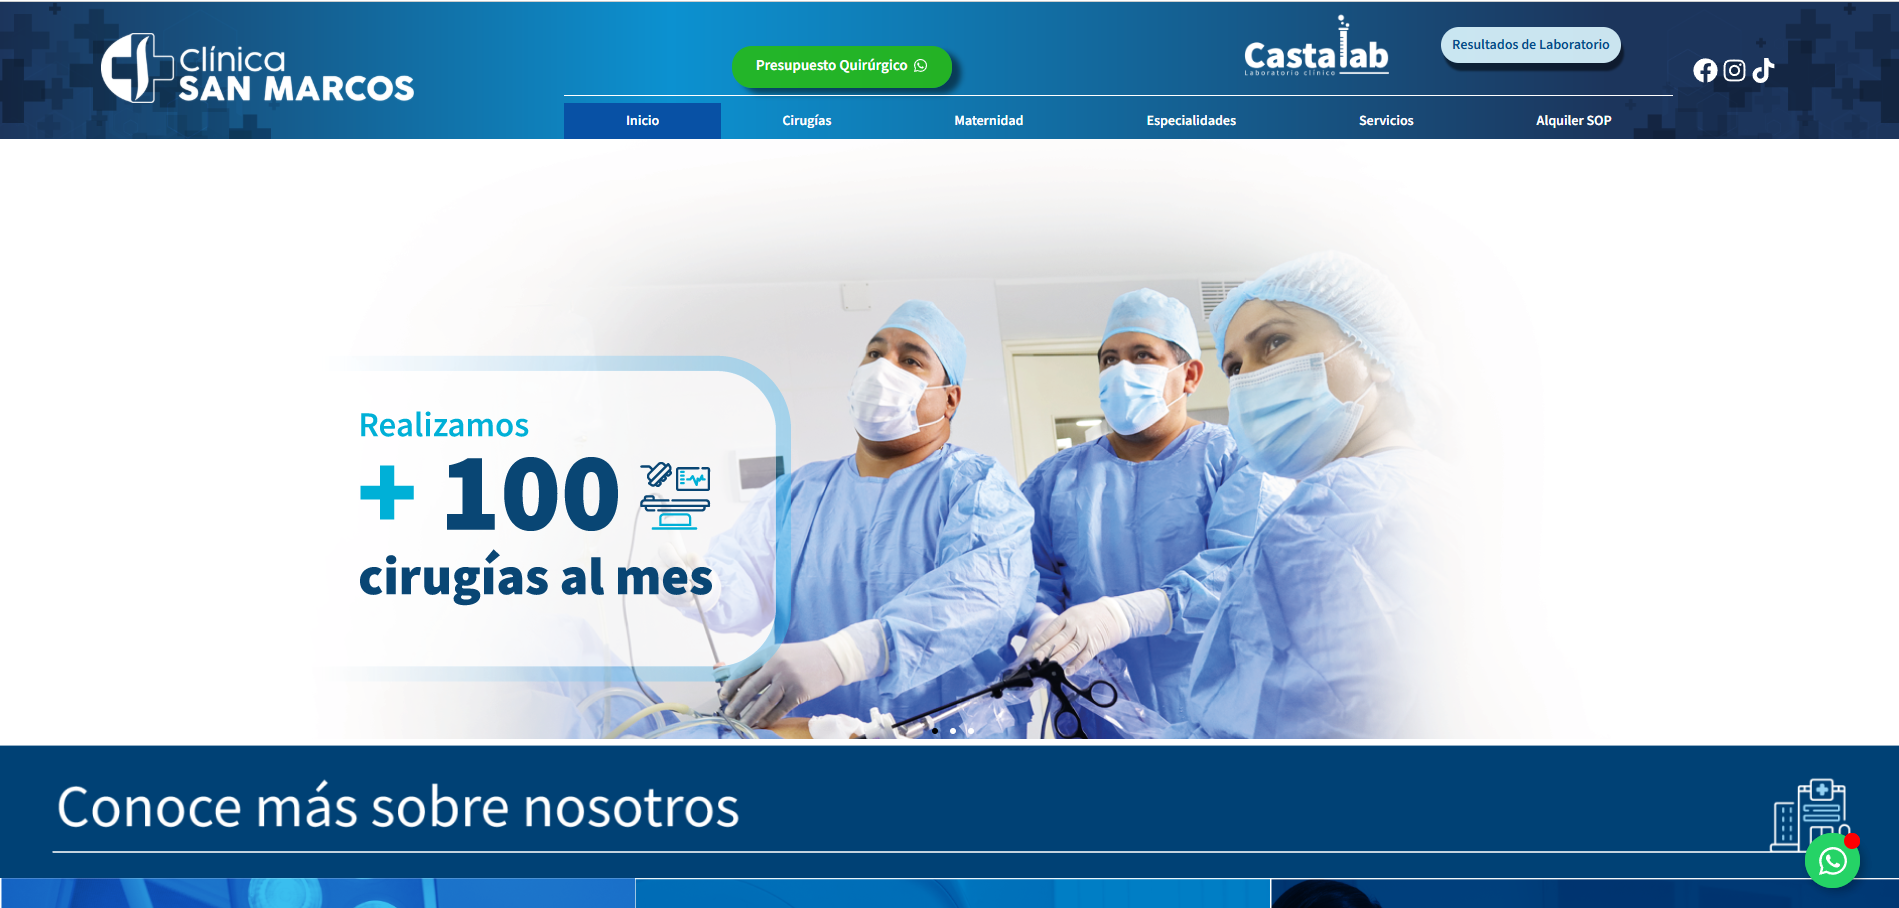 Clínica
SAN MARCOS
Presupuesto Quirúrgico
Castalab
Laboratorio clínico
Resultados de Laboratorio
Inicio
Cirugías
Maternidad
Especialidades
Servicios
Alquiler SOP
Realizamos
+ 100
cirugías al mes
Conoce más sobre nosotros